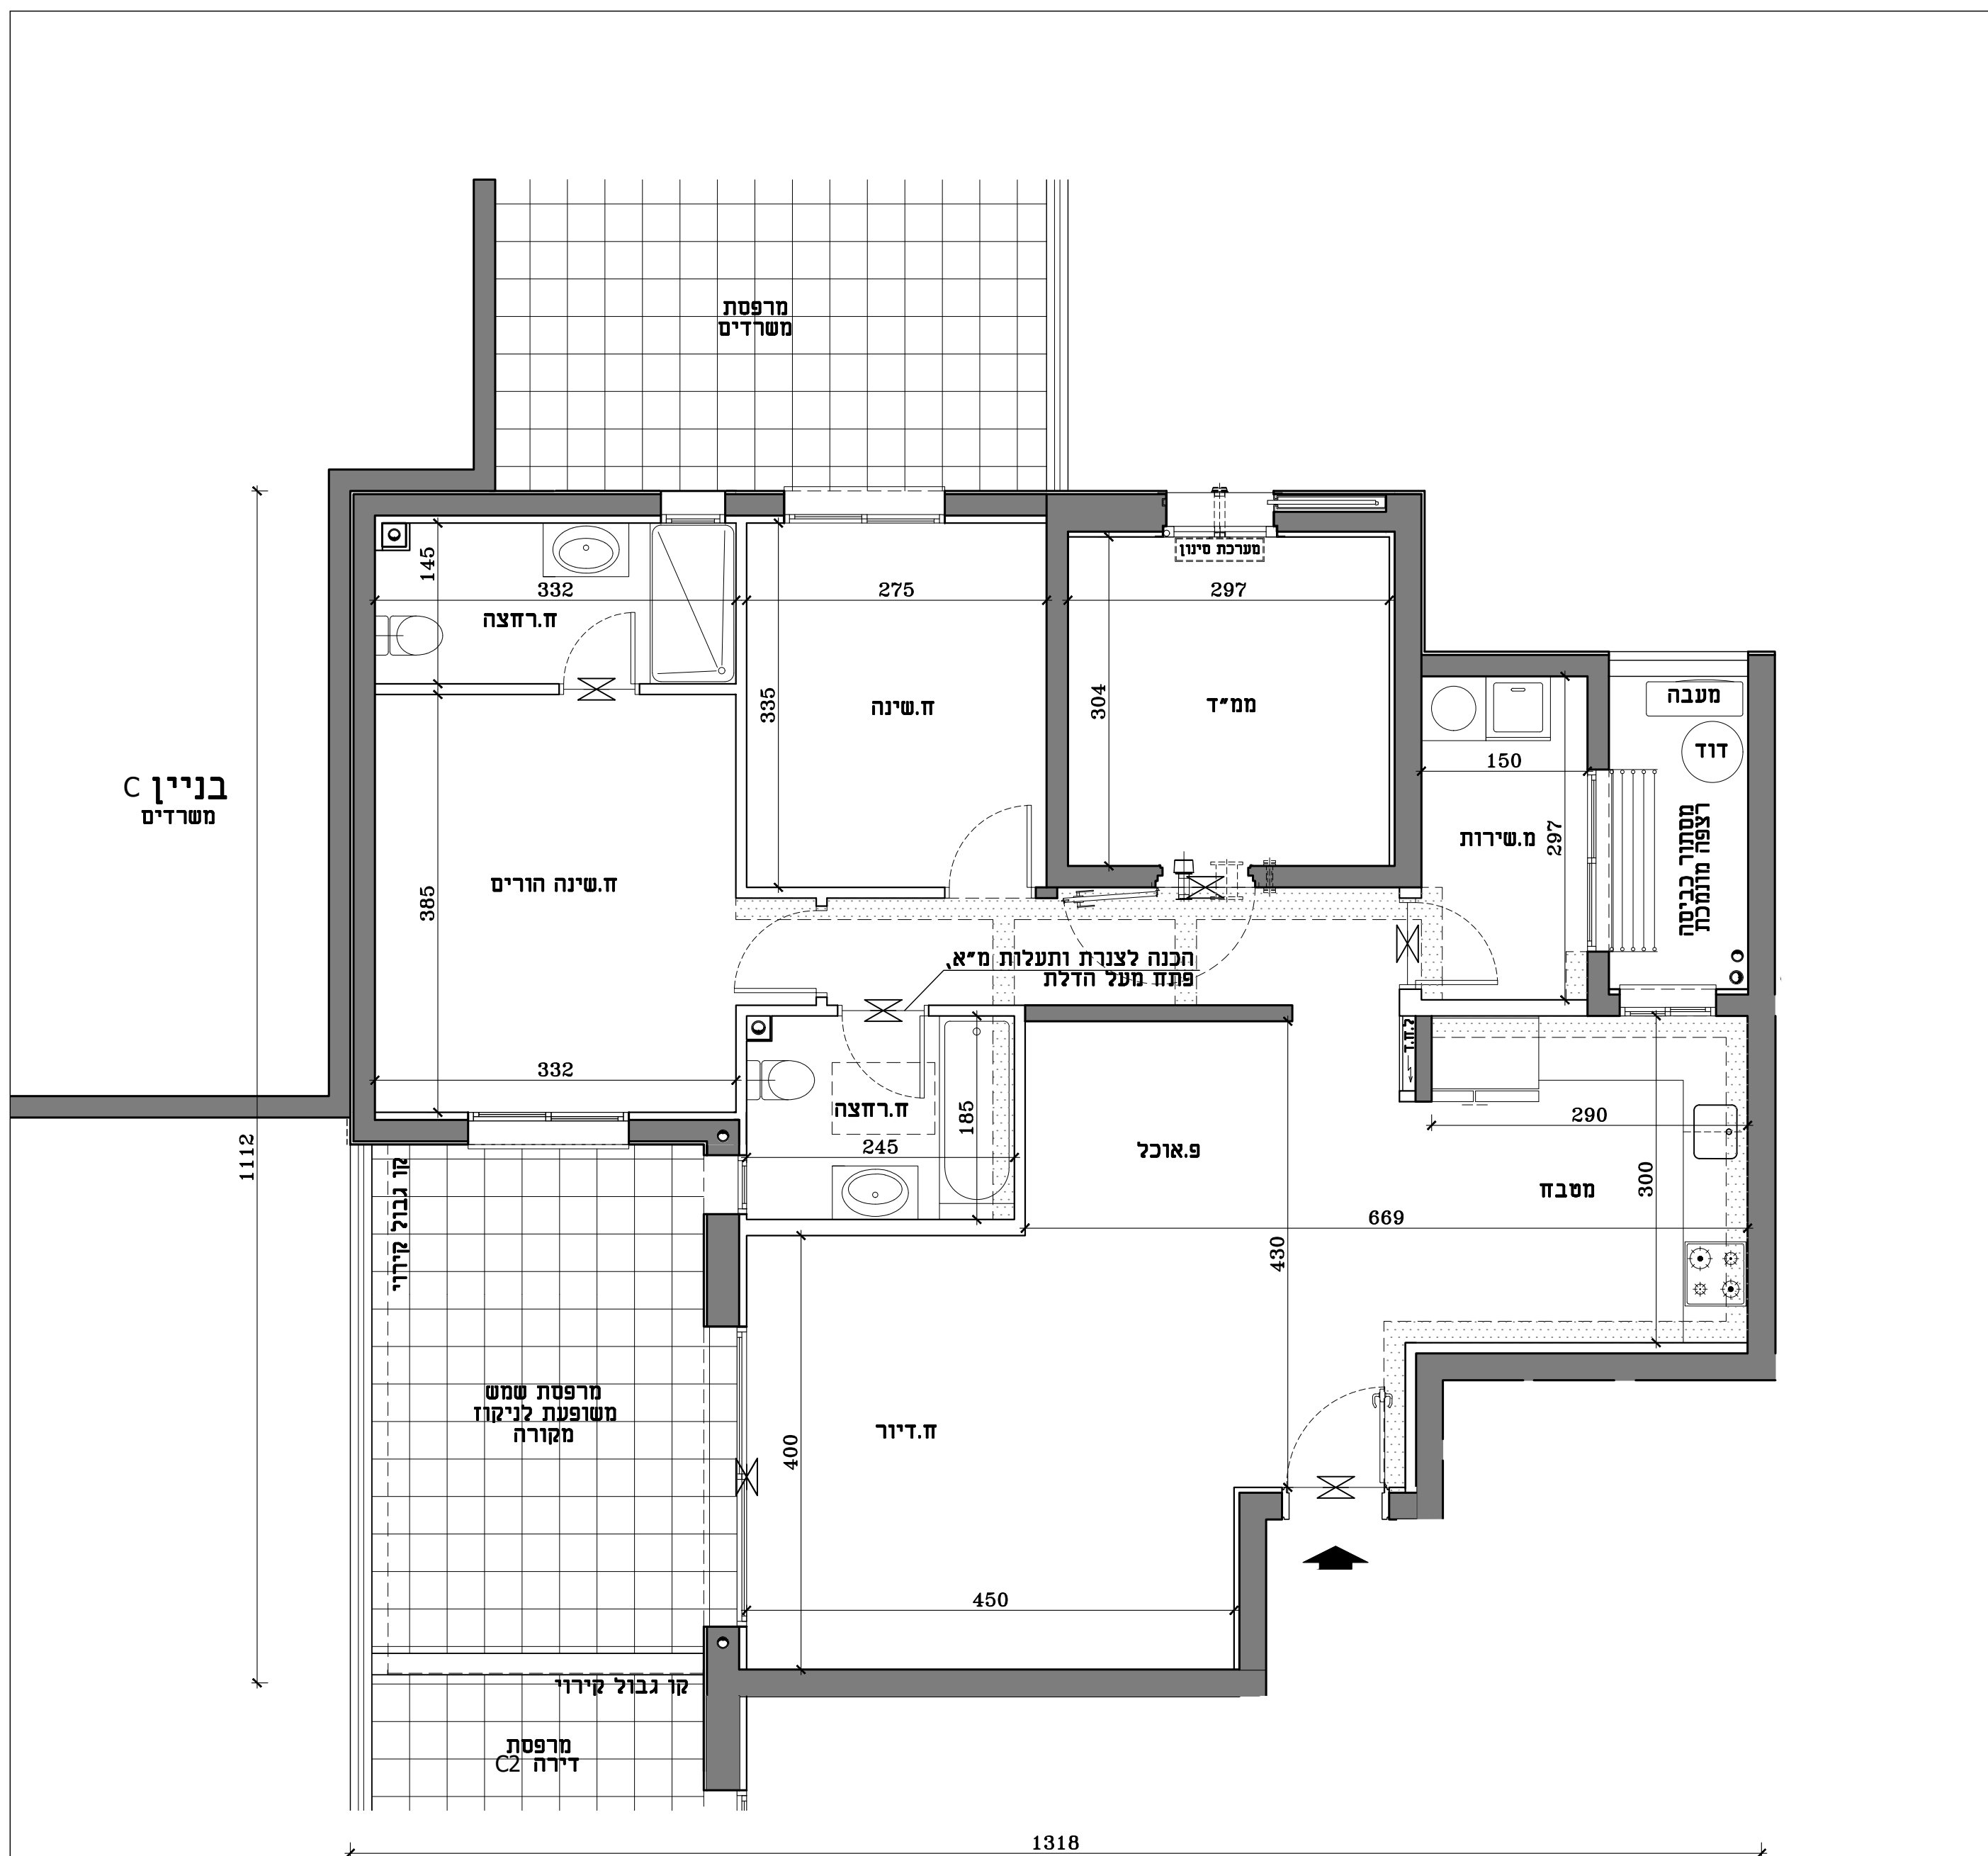 מרפסת
משרדים
מערכת סינון
145
332
275
297
ח.רחצה
335
304
ח.שינה
ממ"ד
מעבה
דוד
150
בניין C
משרדים
מסתור כביסה
רצפה מונמכת
מ.שירות
297
ח.שינה הורים
385
הכנה לצנרת ותעלות מ"א,
פתח מעל הדלת
ל.ח.ד
332
ח.רחצה
185
245
290
1112
פ.אוכל
מטבח
300
קו גבול קירוי
669
430
מרפסת שמש
משופעת לניקוז
מקורה
ח.דיור
400
450
קו גבול קירוי
מרפסת
דירה C2
1318